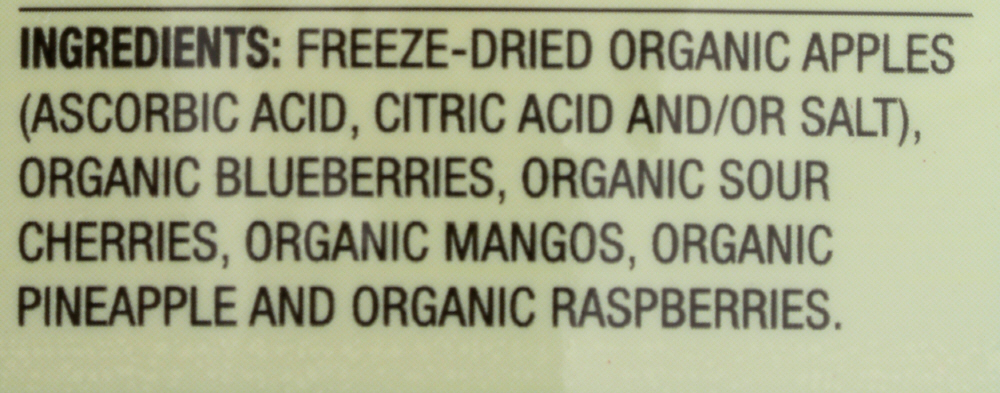 INGREDIENTS: FREEZE-DRIED ORGANIC APPLES
(ASCORBIC ACID, CITRIC ACID AND/OR SALT),
ORGANIC BLUEBERRIES, ORGANIC SOUR
CHERRIES, ORGANIC MANGOS, ORGANIC
PINEAPPLE AND ORGANIC RASPBERRIES.